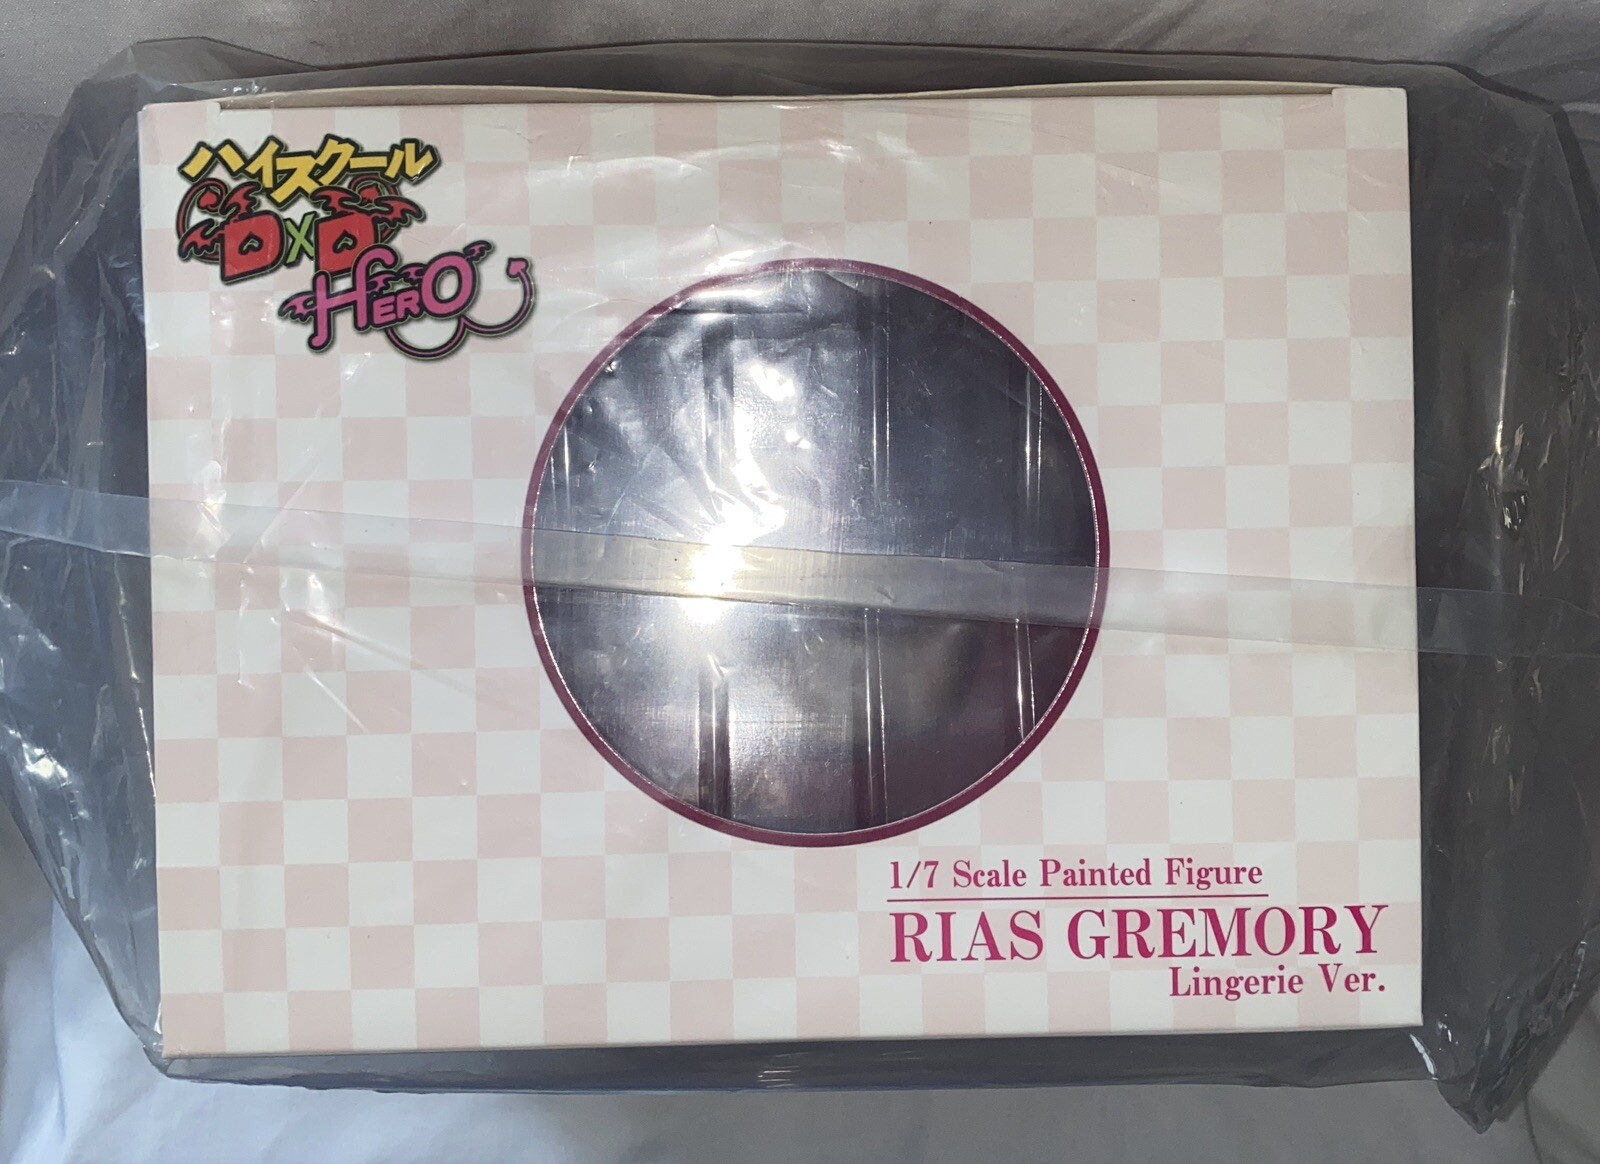 ハイスクール
D×D
HERO
1/7 Scale Painted Figure
RIAS GREMORY
Lingerie Ver.